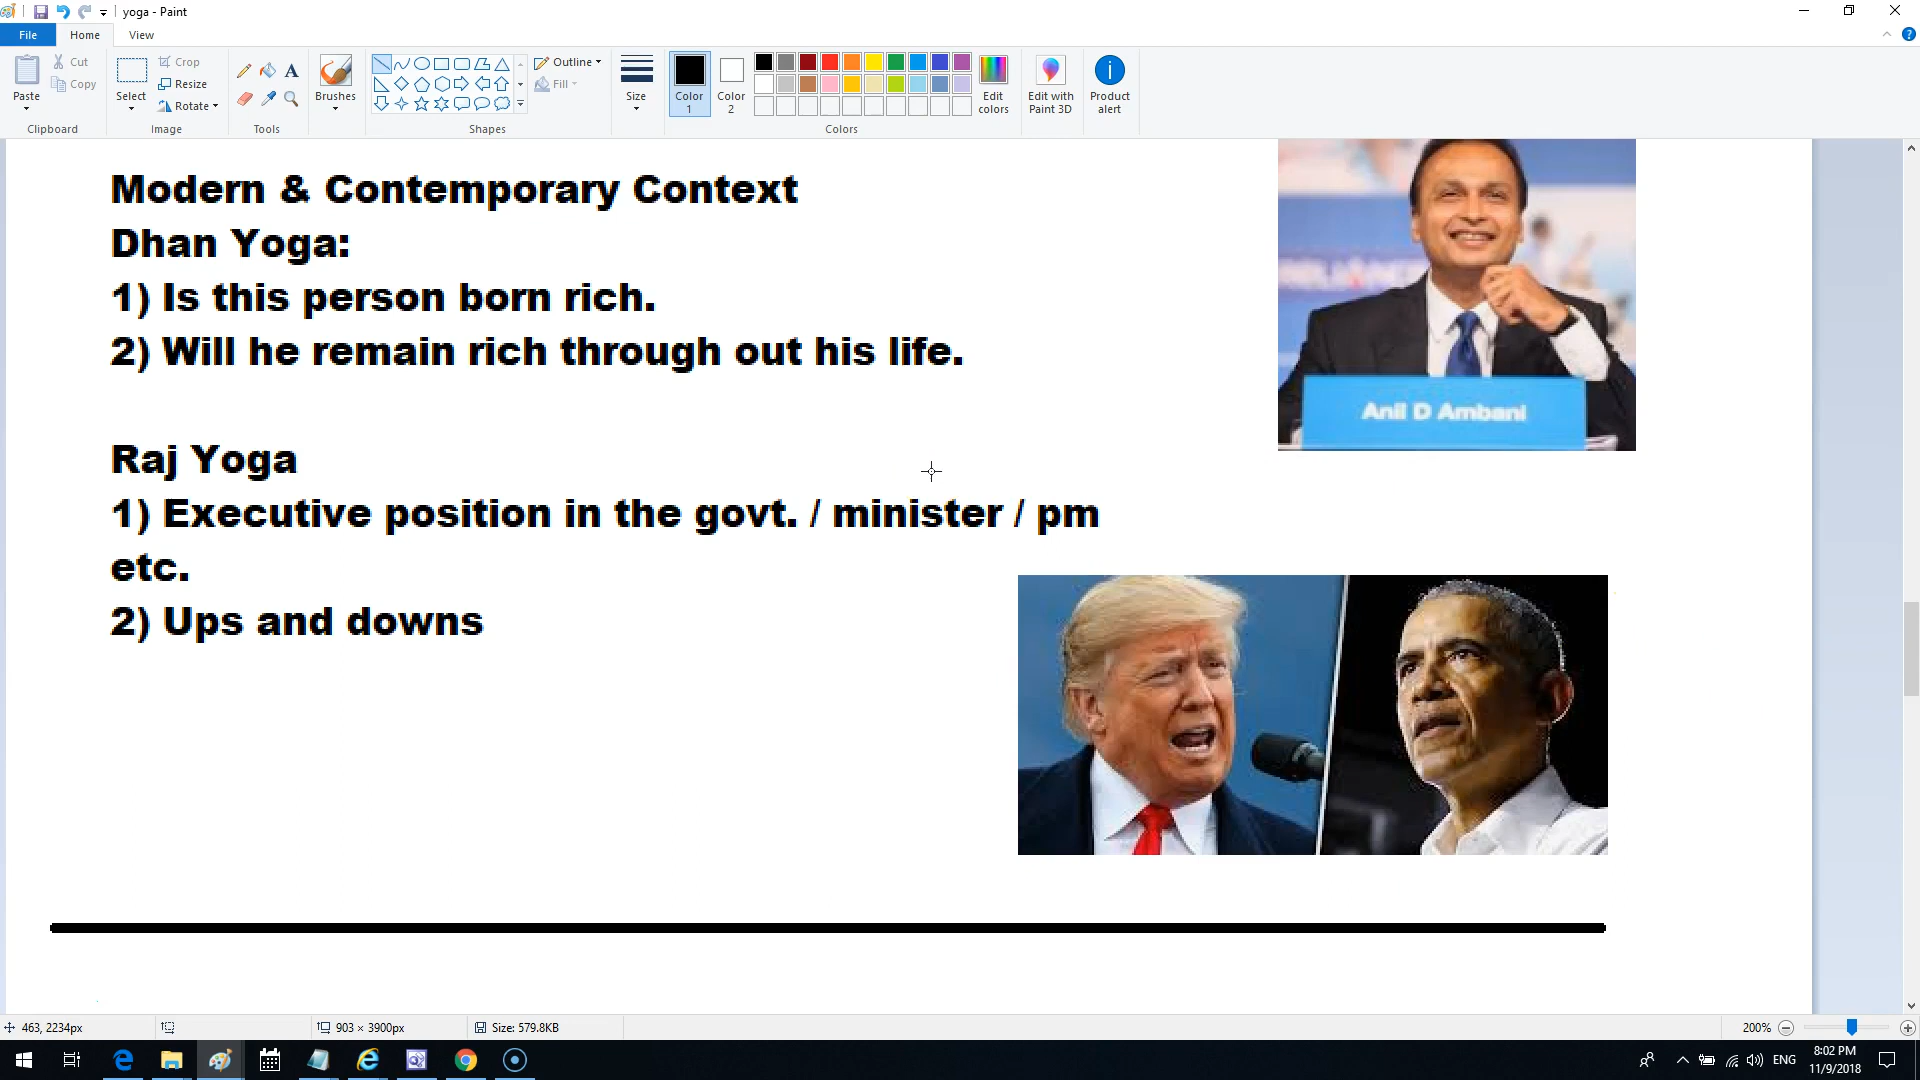 yoga - Paint
File
Home
View
Paste
Cut
Copy
Clipboard
Select
Crop
Resize
Rotate
Image
Tools
Brushes
Shapes
Outline
Fill
Size
Color 1
Color 2
Edit colors
Colors
Edit with Paint 3D
Product alert
Modern & Contemporary Context
Dhan Yoga:
1) Is this person born rich.
2) Will he remain rich through out his life.
Anil D Ambani
Raj Yoga
1) Executive position in the govt. / minister / pm
etc.
2) Ups and downs
463, 2234px
903 × 3900px
Size: 579.8KB
200%
ENG
8:02 PM
11/9/2018